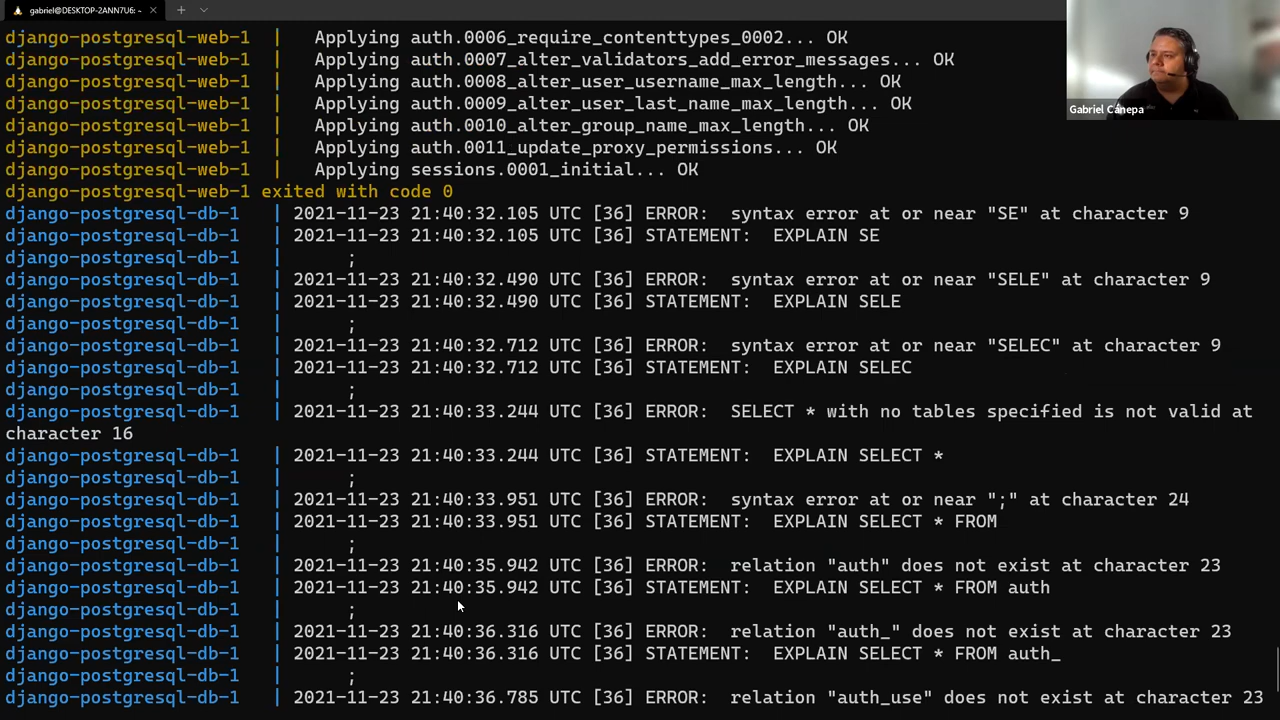 gabriel@DESKTOP-2ANN7U6: ~
django-postgresql-web-1  |   Applying auth.0006_require_contenttypes_0002... OK
django-postgresql-web-1  |   Applying auth.0007_alter_validators_add_error_messages... OK
django-postgresql-web-1  |   Applying auth.0008_alter_user_username_max_length... OK
django-postgresql-web-1  |   Applying auth.0009_alter_user_last_name_max_length... OK
django-postgresql-web-1  |   Applying auth.0010_alter_group_name_max_length... OK
django-postgresql-web-1  |   Applying auth.0011_update_proxy_permissions... OK
django-postgresql-web-1  |   Applying sessions.0001_initial... OK
django-postgresql-web-1 exited with code 0
django-postgresql-db-1   | 2021-11-23 21:40:32.105 UTC [36] ERROR:  syntax error at or near "SE" at character 9
django-postgresql-db-1   | 2021-11-23 21:40:32.105 UTC [36] STATEMENT:  EXPLAIN SE
django-postgresql-db-1   |      ;
django-postgresql-db-1   | 2021-11-23 21:40:32.490 UTC [36] ERROR:  syntax error at or near "SELE" at character 9
django-postgresql-db-1   | 2021-11-23 21:40:32.490 UTC [36] STATEMENT:  EXPLAIN SELE
django-postgresql-db-1   |      ;
django-postgresql-db-1   | 2021-11-23 21:40:32.712 UTC [36] ERROR:  syntax error at or near "SELEC" at character 9
django-postgresql-db-1   | 2021-11-23 21:40:32.712 UTC [36] STATEMENT:  EXPLAIN SELEC
django-postgresql-db-1   |      ;
django-postgresql-db-1   | 2021-11-23 21:40:33.244 UTC [36] ERROR:  SELECT * with no tables specified is not valid at
character 16
django-postgresql-db-1   | 2021-11-23 21:40:33.244 UTC [36] STATEMENT:  EXPLAIN SELECT *
django-postgresql-db-1   |      ;
django-postgresql-db-1   | 2021-11-23 21:40:33.951 UTC [36] ERROR:  syntax error at or near ";" at character 24
django-postgresql-db-1   | 2021-11-23 21:40:33.951 UTC [36] STATEMENT:  EXPLAIN SELECT * FROM
django-postgresql-db-1   |      ;
django-postgresql-db-1   | 2021-11-23 21:40:35.942 UTC [36] ERROR:  relation "auth" does not exist at character 23
django-postgresql-db-1   | 2021-11-23 21:40:35.942 UTC [36] STATEMENT:  EXPLAIN SELECT * FROM auth
django-postgresql-db-1   |      ;
django-postgresql-db-1   | 2021-11-23 21:40:36.316 UTC [36] ERROR:  relation "auth_" does not exist at character 23
django-postgresql-db-1   | 2021-11-23 21:40:36.316 UTC [36] STATEMENT:  EXPLAIN SELECT * FROM auth_
django-postgresql-db-1   |      ;
django-postgresql-db-1   | 2021-11-23 21:40:36.785 UTC [36] ERROR:  relation "auth_use" does not exist at character 23
Gabriel Cánepa